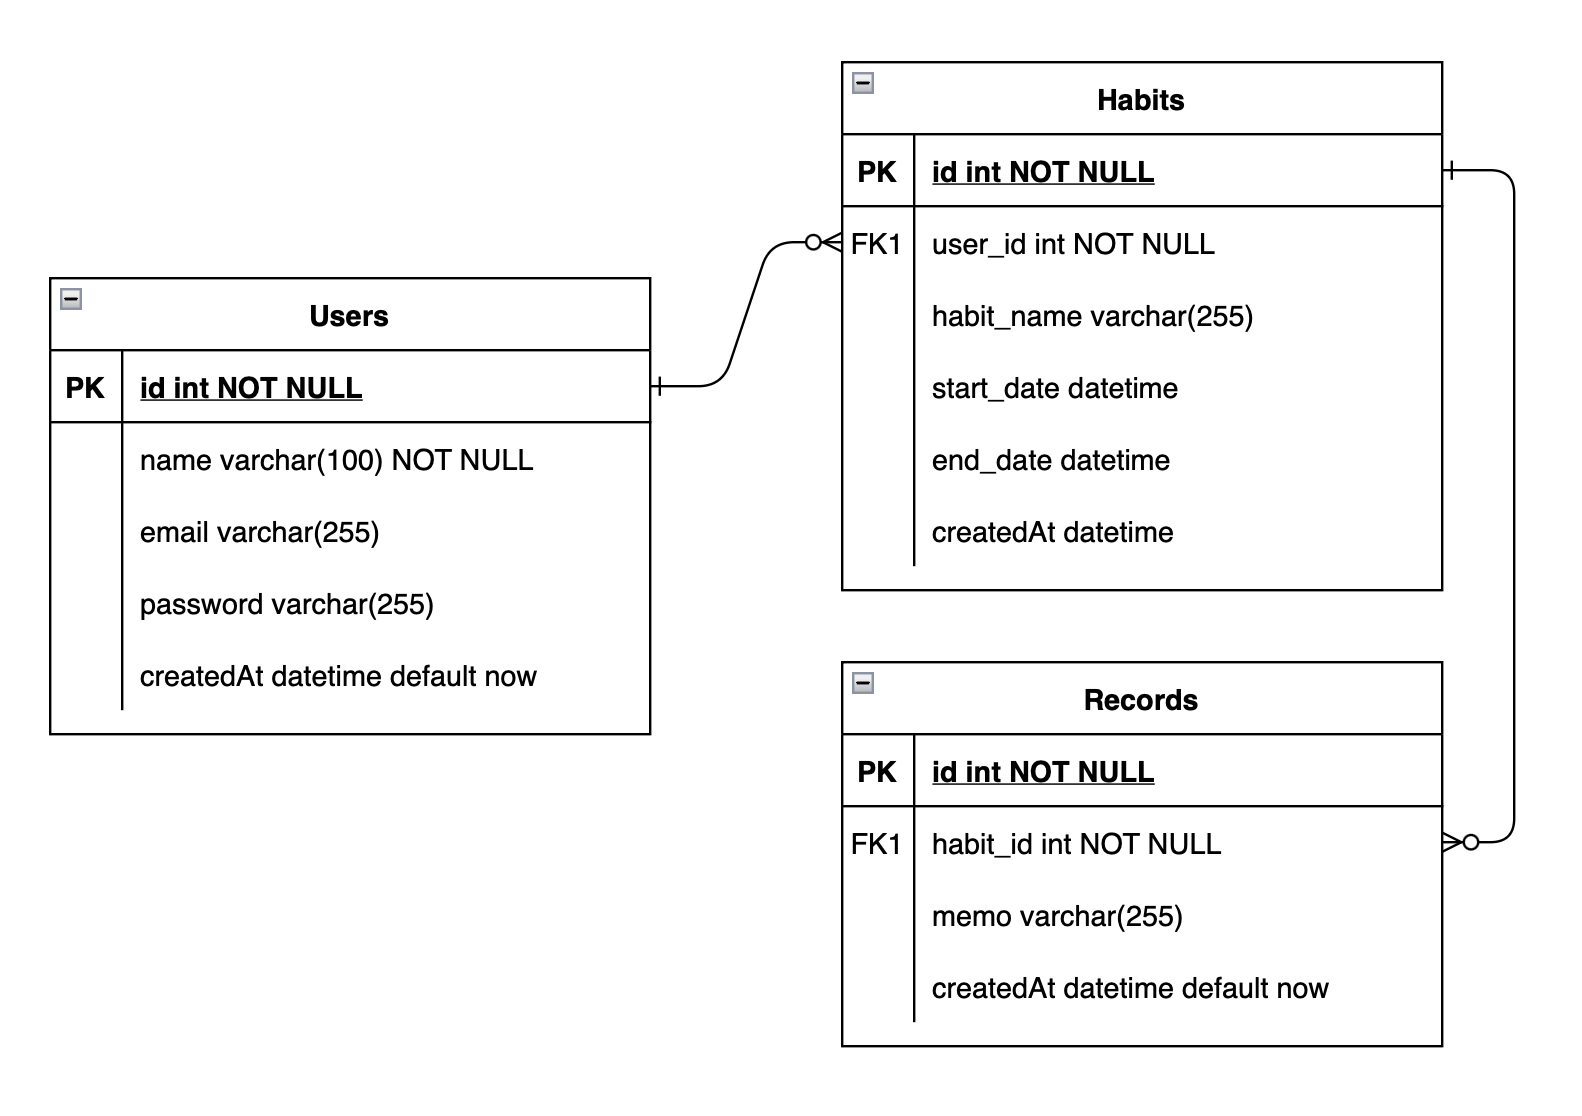 Users
PK id int NOT NULL
name varchar(100) NOT NULL
email varchar(255)
password varchar(255)
createdAt datetime default now
Habits
PK id int NOT NULL
FK1 user_id int NOT NULL
habit_name varchar(255)
start_date datetime
end_date datetime
createdAt datetime
Records
PK id int NOT NULL
FK1 habit_id int NOT NULL
memo varchar(255)
createdAt datetime default now